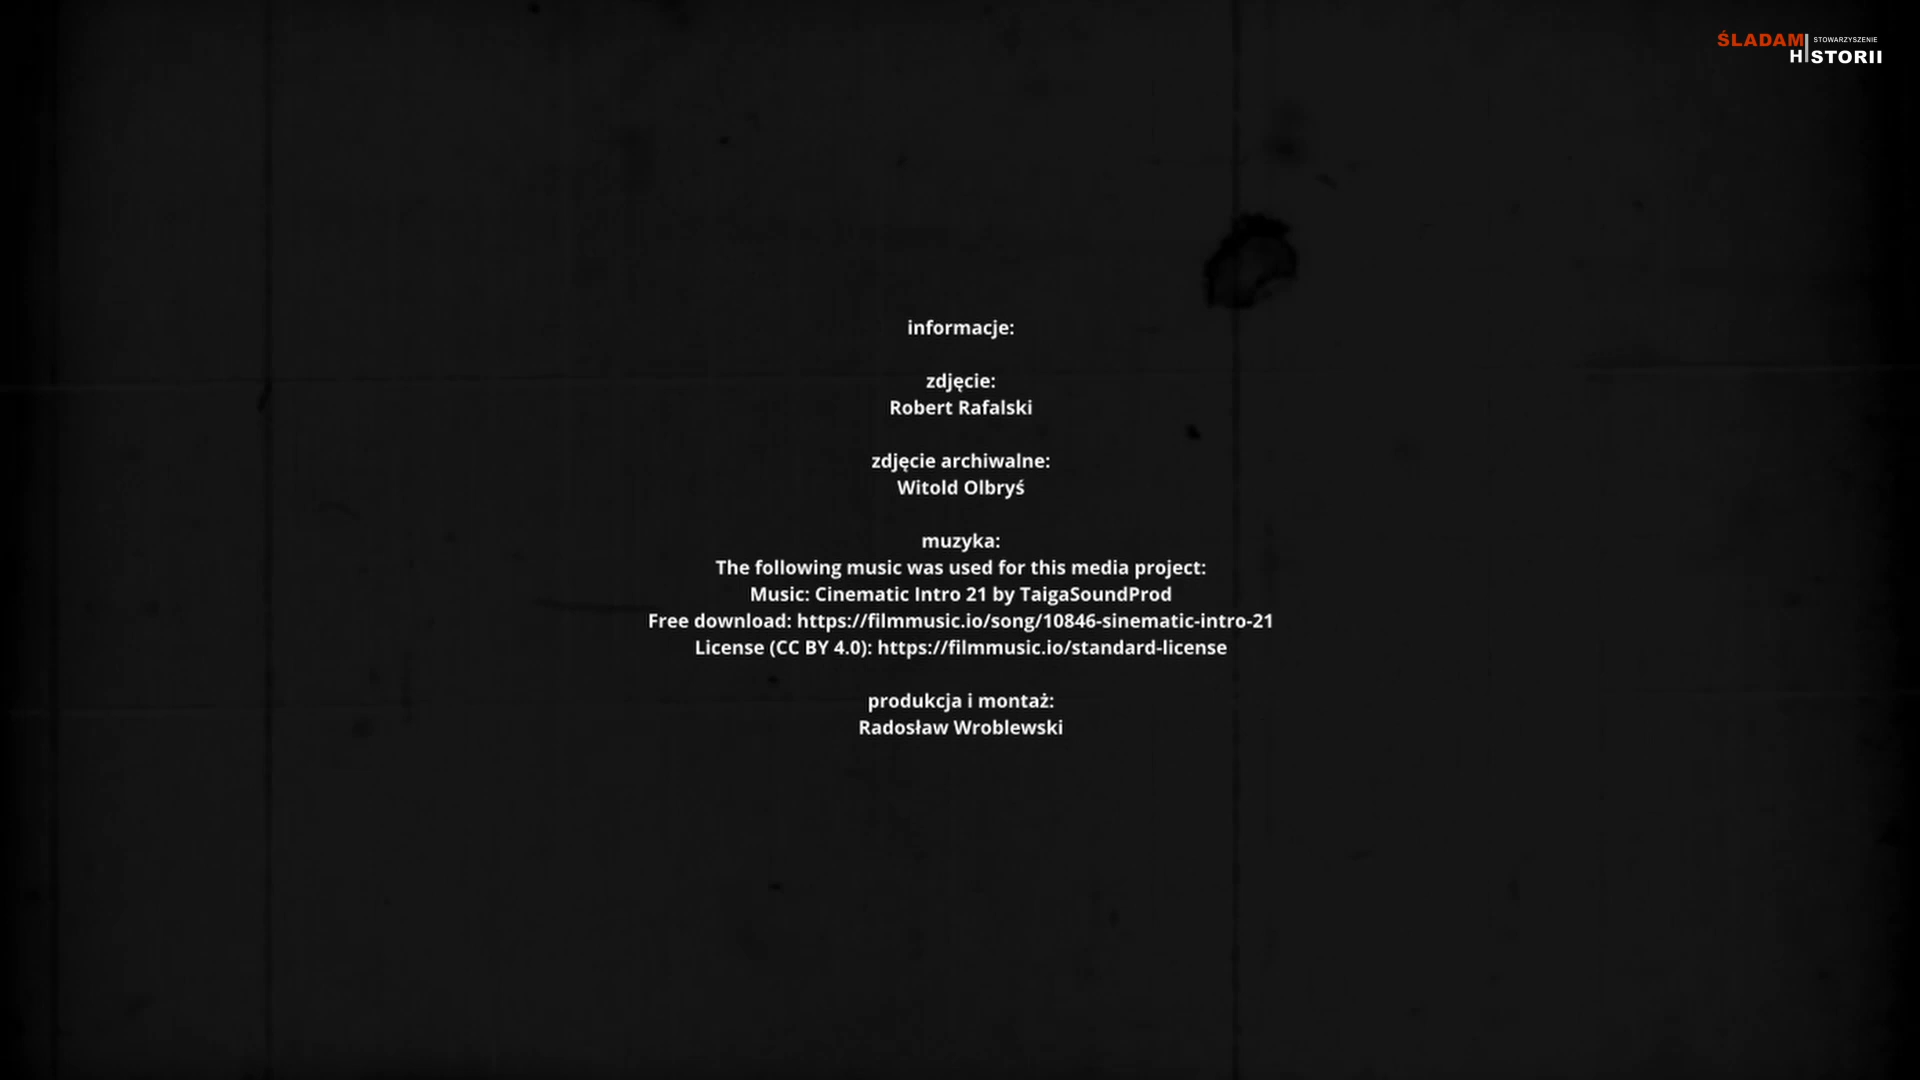 ŚLADAM STOWARZYSZENIE
HISTORII
informacje:
zdjęcie:
Robert Rafalski
zdjęcie archiwalne:
Witold Olbryś
muzyka:
The following music was used for this media project:
Music: Cinematic Intro 21 by TaigaSoundProd
Free download: https://filmmusic.io/song/10846-sinematic-intro-21
License (CC BY 4.0): https://filmmusic.io/standard-license
produkcja i montaż:
Radosław Wroblewski